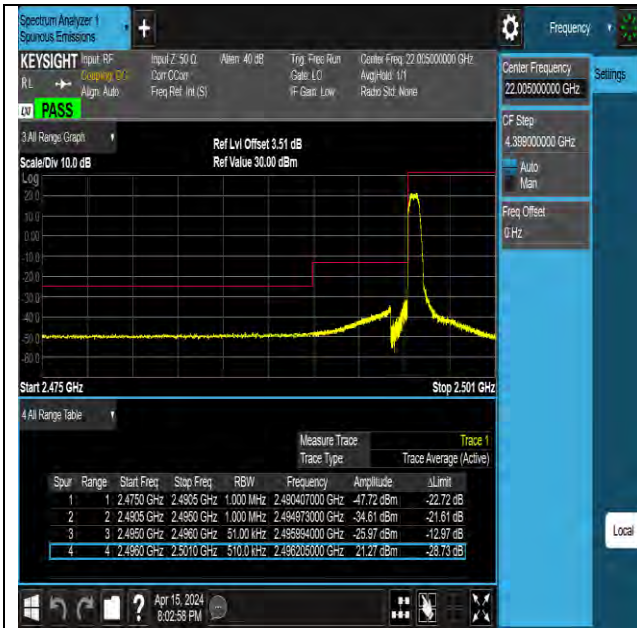 Spectrum Analyzer 1
Spurious Emissions
+
Frequency
KEYSIGHT Input: RF Input Z: 50 Ω Atten: 40 dB Trig: Free Run Center Freq: 22.005000000 GHz
RL Coupling: DC Corr CCorr Gate: LO Avg|Hold: 1/1
Align: Auto Freq Ref: Int (S) IF Gain: Low Radio Std: None
LXI PASS
3 All Range Graph
Ref Lvl Offset 3.51 dB
Scale/Div 10.0 dB Ref Value 30.00 dBm
Log
20.0
10.0
0.00
-10.0
-20.0
-30.0
-40.0
-50.0
-60.0
Start 2.475 GHz Stop 2.501 GHz
4 All Range Table
Measure Trace Trace 1
Trace Type Trace Average (Active)
Spur Range Start Freq Stop Freq RBW Frequency Amplitude ΔLimit
1 1 2.4750 GHz 2.4905 GHz 1.000 MHz 2.490407000 GHz -47.72 dBm -22.72 dB
2 2 2.4905 GHz 2.4950 GHz 1.000 MHz 2.494973000 GHz -34.61 dBm -21.61 dB
3 3 2.4950 GHz 2.4960 GHz 51.00 kHz 2.495994000 GHz -25.97 dBm -12.97 dB
4 4 2.4960 GHz 2.5010 GHz 510.0 kHz 2.496205000 GHz 21.27 dBm -28.73 dB
Center Frequency
22.005000000 GHz
Settings
CF Step
4.399000000 GHz
Auto
Man
Freq Offset
0 Hz
Local
?
Apr 15, 2024
8:02:58 PM